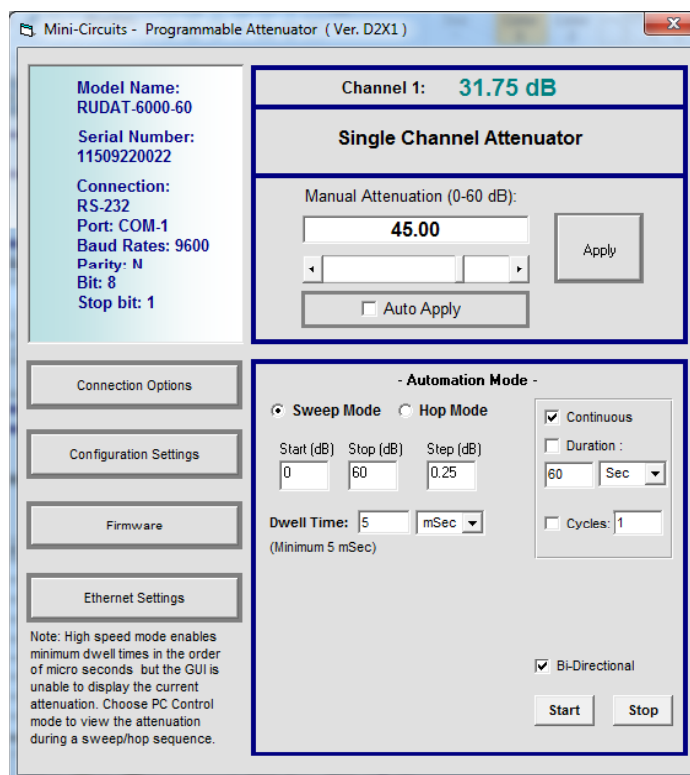 Mini-Circuits - Programmable Attenuator ( Ver. D2X1 )
x
Model Name:
RUDAT-6000-60
Serial Number:
11509220022
Connection:
RS-232
Port: COM-1
Baud Rates: 9600
Parity: N
Bit: 8
Stop bit: 1
Channel 1: 31.75 dB
Single Channel Attenuator
Manual Attenuation (0-60 dB):
45.00
Apply
Auto Apply
Connection Options
Configuration Settings
Firmware
Ethernet Settings
Note: High speed mode enables
minimum dwell times in the order
of micro seconds but the GUI is
unable to display the current
attenuation. Choose PC Control
mode to view the attenuation
during a sweep/hop sequence.
- Automation Mode -
Sweep Mode Hop Mode
Start (dB) Stop (dB) Step (dB)
0 60 0.25
Dwell Time: 5 mSec
(Minimum 5 mSec)
Continuous
Duration :
60 Sec
Cycles: 1
Bi-Directional
Start Stop